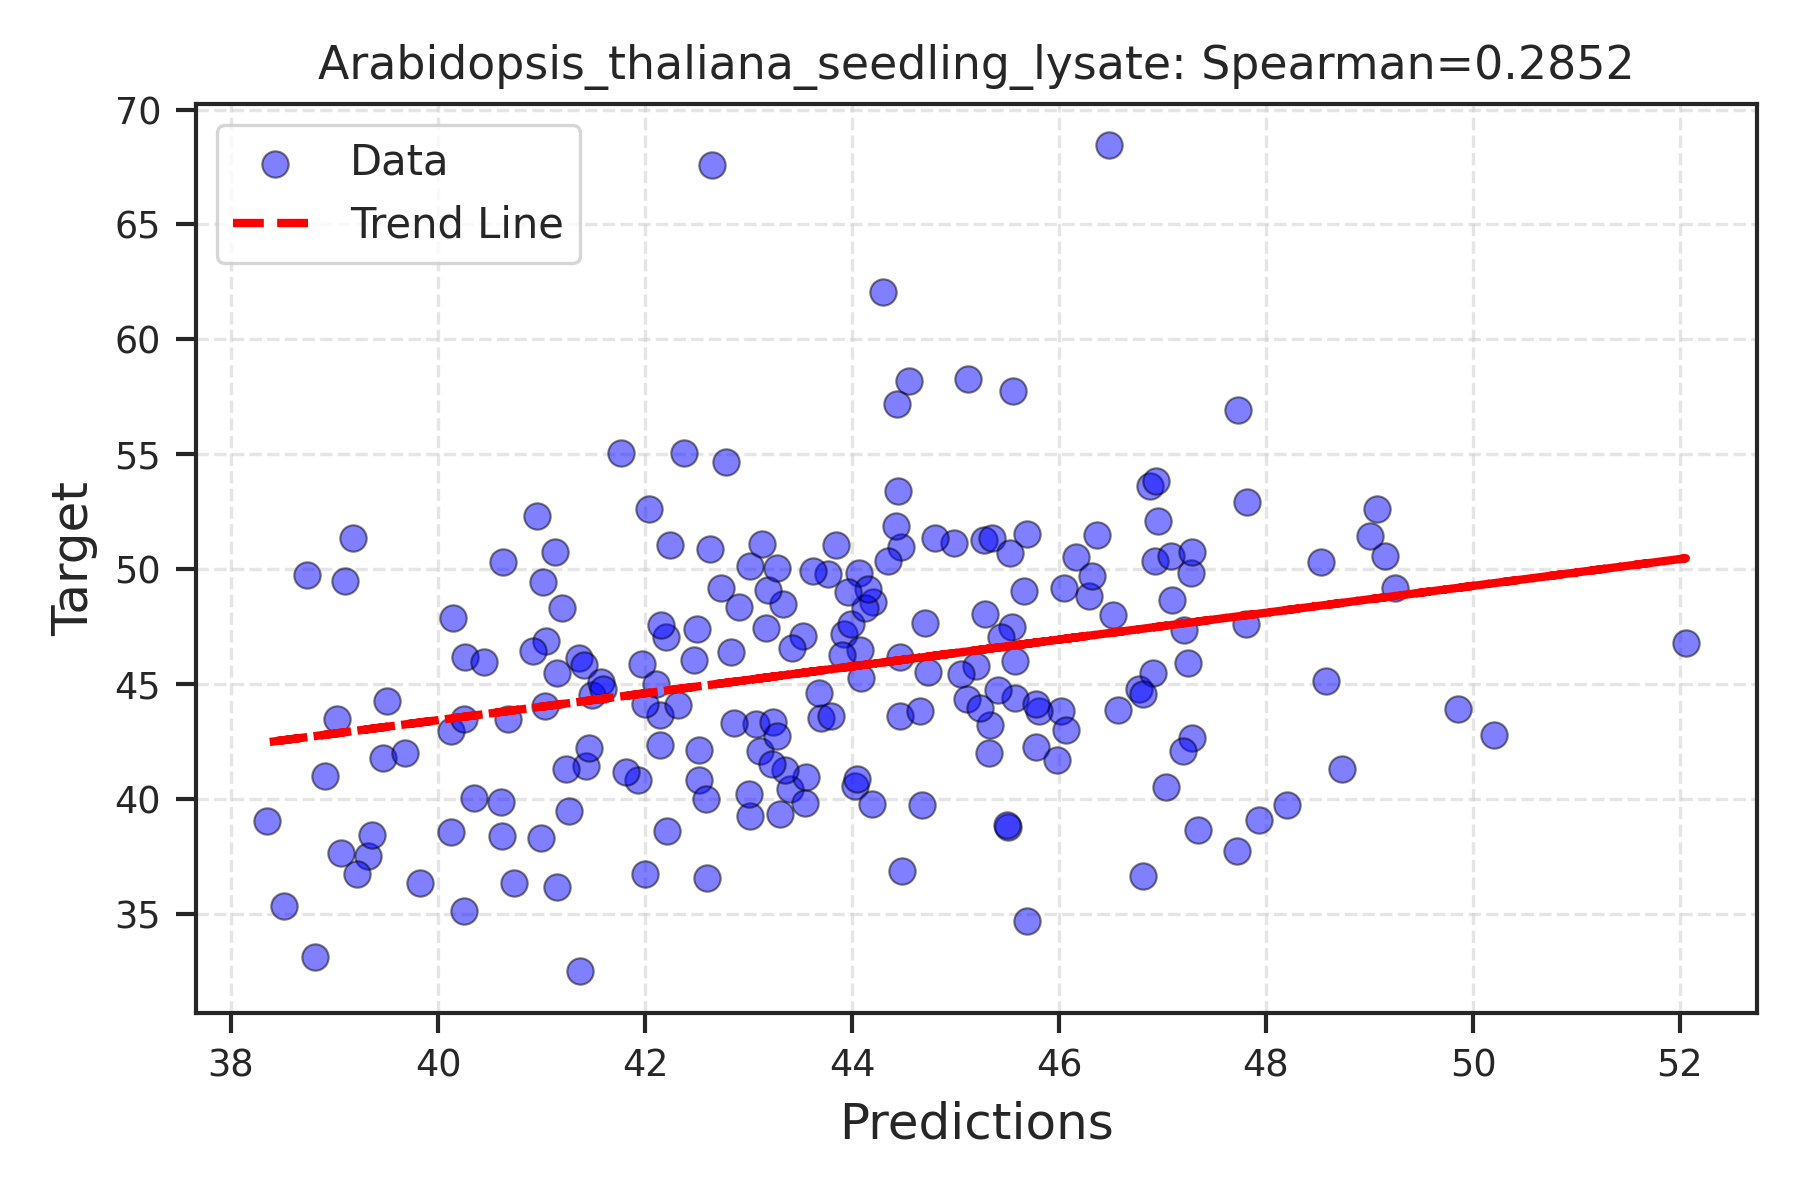 Arabidopsis_thaliana_seedling_lysate: Spearman=0.2852
Data
Trend Line
70
65
60
55
50
45
40
35
Target
38 40 42 44 46 48 50 52
Predictions